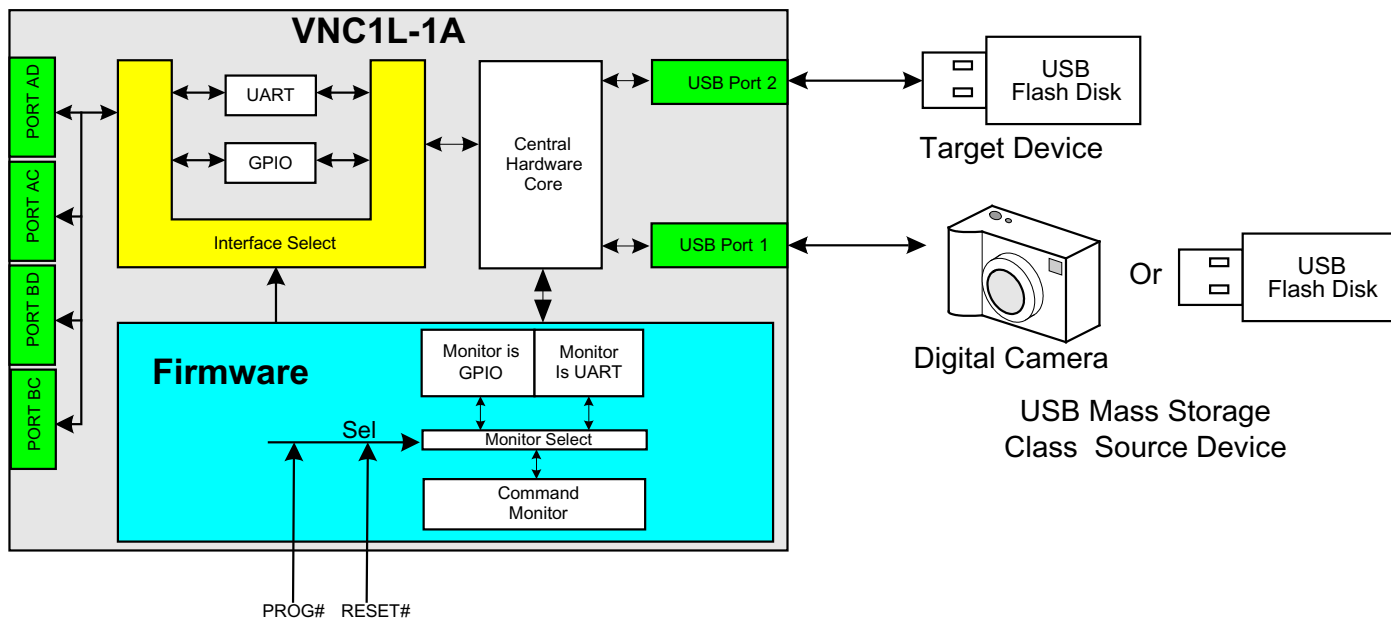 VNC1L-1A
PORT AD
PORT AC
PORT BD
PORT BC
UART
GPIO
Interface Select
Central
Hardware
Core
USB Port 2
USB Port 1
USB
Flash Disk
Target Device
Digital Camera
Or
USB
Flash Disk
USB Mass Storage
Class Source Device
Firmware
Monitor is
GPIO
Monitor
Is UART
Sel
Monitor Select
Command
Monitor
PROG#
RESET#